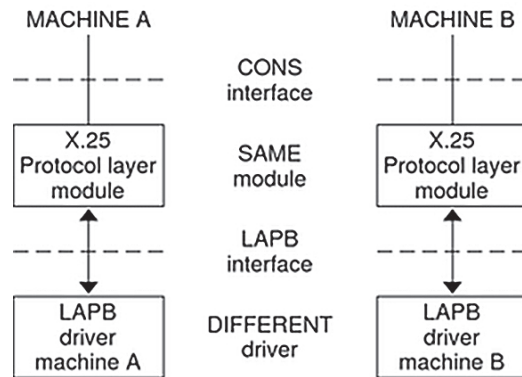 MACHINE A
MACHINE B
CONS
interface
X.25
Protocol layer
module
SAME
module
X.25
Protocol layer
module
LAPB
interface
LAPB
driver
machine A
DIFFERENT
driver
LAPB
driver
machine B